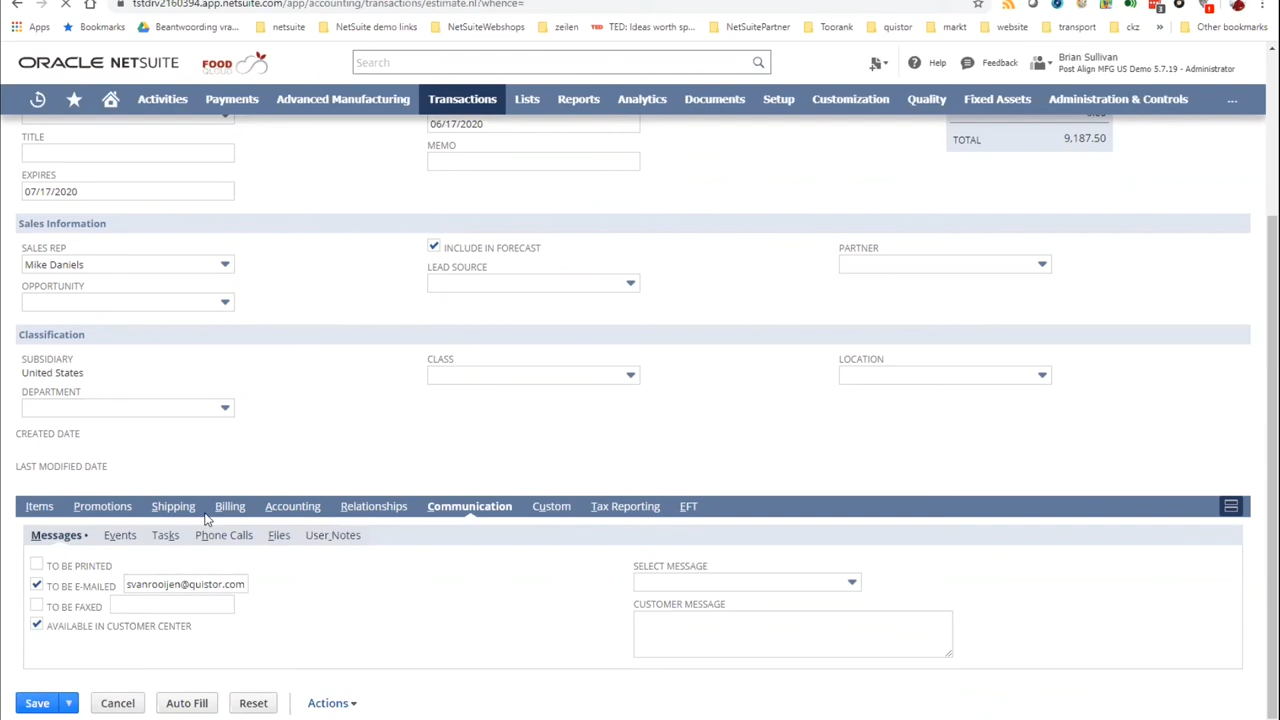 tstdrv2160394.app.netsuite.com/app/accounting/transactions/estimate.nl?whence=
Apps Bookmarks Beantwoording vra... netsuite NetSuite demo links NetSuiteWebshops zeilen TED: Ideas worth sp... NetSuitePartner Toorank quistor markt website transport ckz » Other bookmarks
ORACLE NETSUITE FOOD QLOUD Search Help Feedback Brian Sullivan
Post Align MFG US Demo 5.7.19 - Administrator
Activities Payments Advanced Manufacturing Transactions Lists Reports Analytics Documents Setup Customization Quality Fixed Assets Administration & Controls ...
06/17/2020
TITLE MEMO TOTAL 9,187.50
EXPIRES
07/17/2020
Sales Information
SALES REP INCLUDE IN FORECAST PARTNER
Mike Daniels LEAD SOURCE
OPPORTUNITY
Classification
SUBSIDIARY CLASS LOCATION
United States
DEPARTMENT
CREATED DATE
LAST MODIFIED DATE
Items Promotions Shipping Billing Accounting Relationships Communication Custom Tax Reporting EFT
Messages • Events Tasks Phone Calls Files User Notes
TO BE PRINTED SELECT MESSAGE
TO BE E-MAILED svanrooijen@quistor.com
TO BE FAXED CUSTOMER MESSAGE
AVAILABLE IN CUSTOMER CENTER
Save Cancel Auto Fill Reset Actions